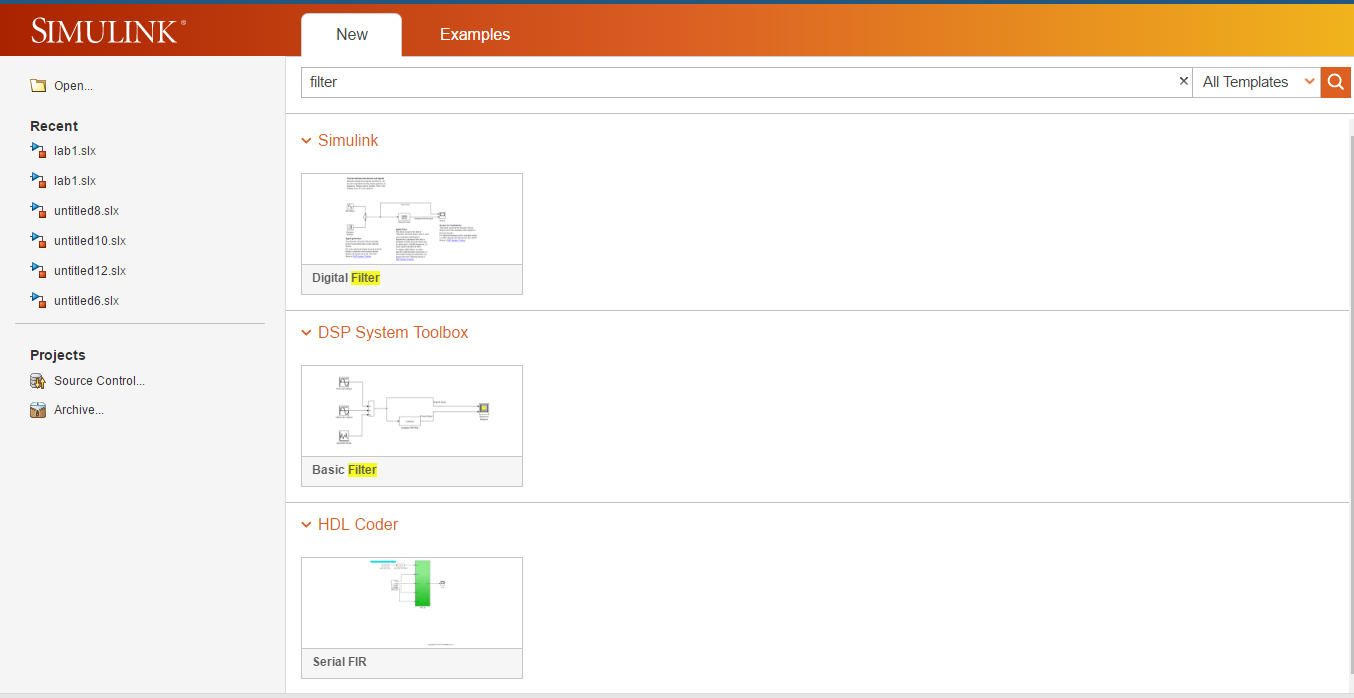 SIMULINK®
New
Examples
Open...
Recent
lab1.slx
lab1.slx
untitled8.slx
untitled10.slx
untitled12.slx
untitled6.slx
Projects
Source Control...
Archive...
filter
All Templates
Simulink
Digital Filter
DSP System Toolbox
Basic Filter
HDL Coder
Serial FIR